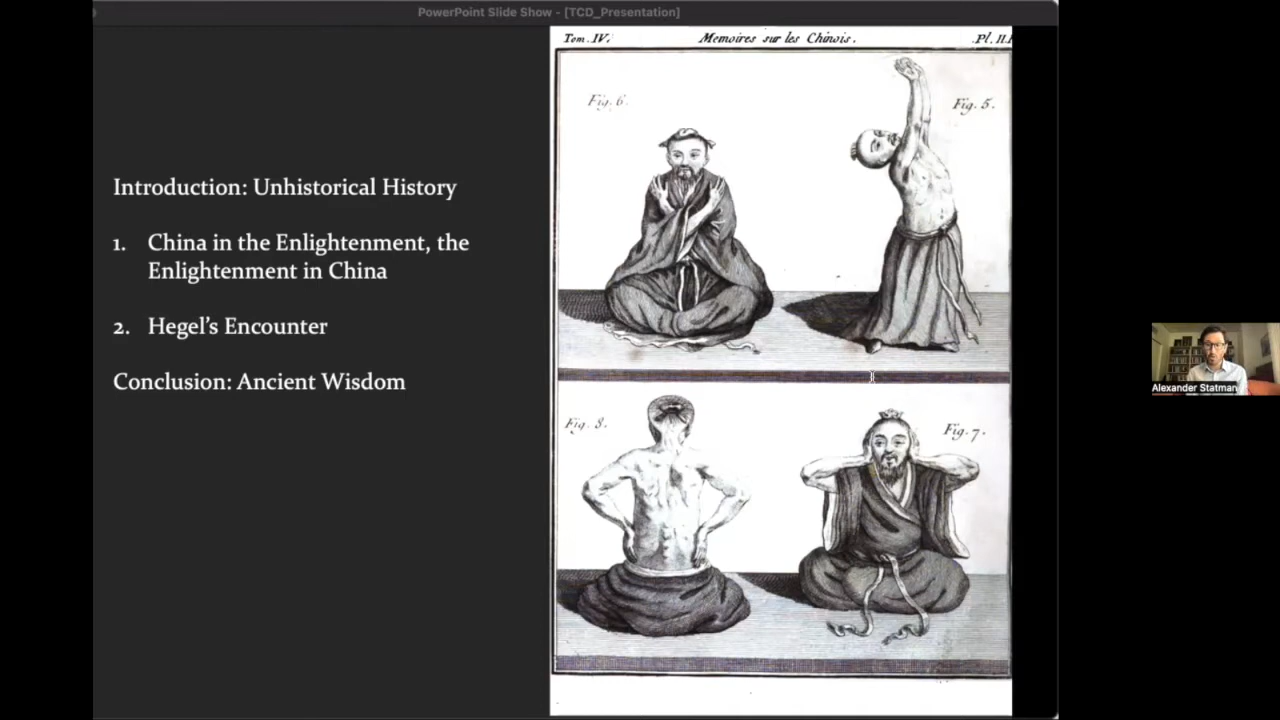 PowerPoint Slide Show - [TCD_Presentation]
Introduction: Unhistorical History
1. China in the Enlightenment, the
Enlightenment in China
2. Hegel's Encounter
Conclusion: Ancient Wisdom
Tom. IV. Memoires sur les Chinois. Pl. II.
Fig. 6. Fig. 5.
Fig. 8. Fig. 7.
Alexander Statman